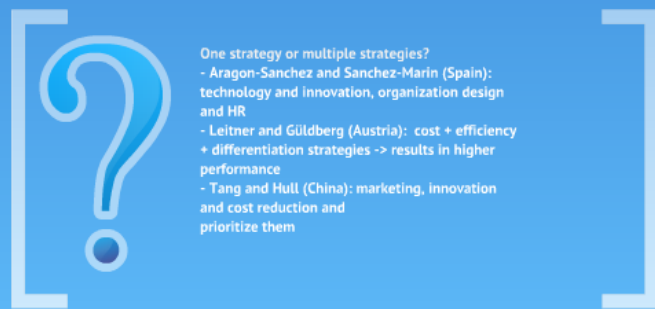 One strategy or multiple strategies?
- Aragon-Sanchez and Sanchez-Marin (Spain):
technology and innovation, organization design
and HR
- Leitner and Güldberg (Austria):  cost + efficiency
+ differentiation strategies -> results in higher
performance
- Tang and Hull (China): marketing, innovation
and cost reduction and
prioritize them